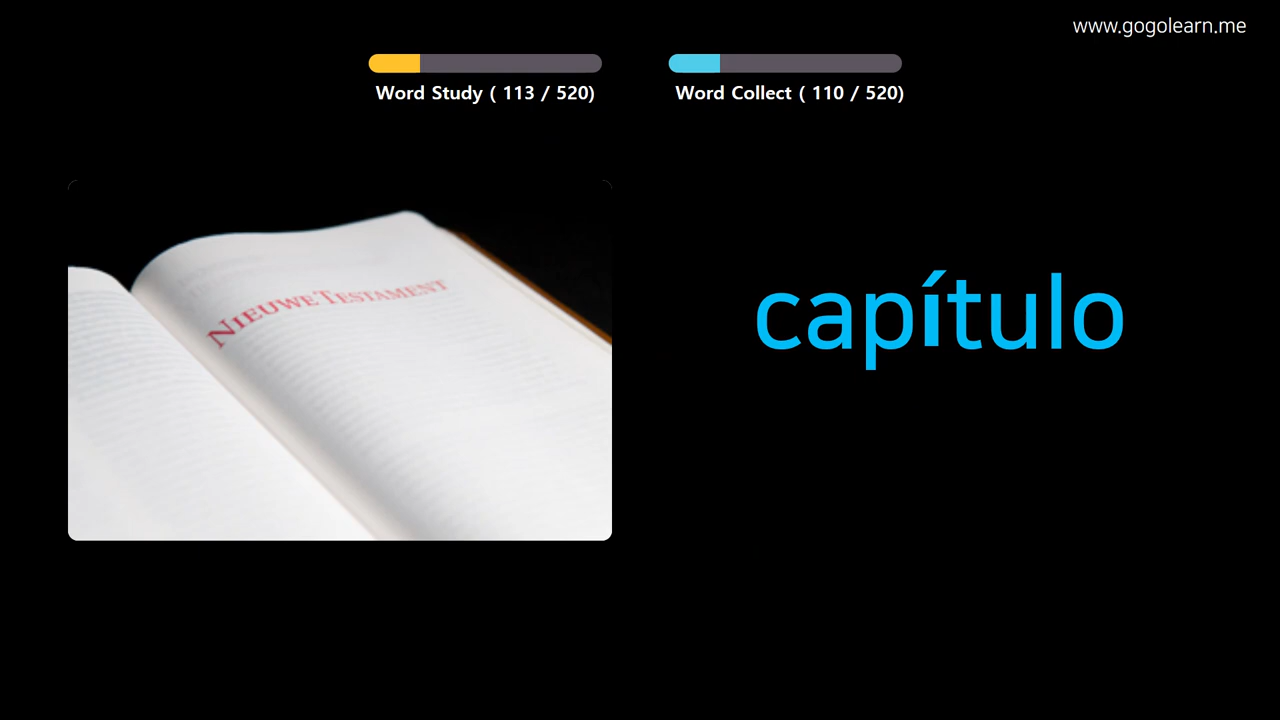 www.gogolearn.me
Word Study ( 113 / 520)
Word Collect ( 110 / 520)
NIEUWE TESTAMENT
capítulo